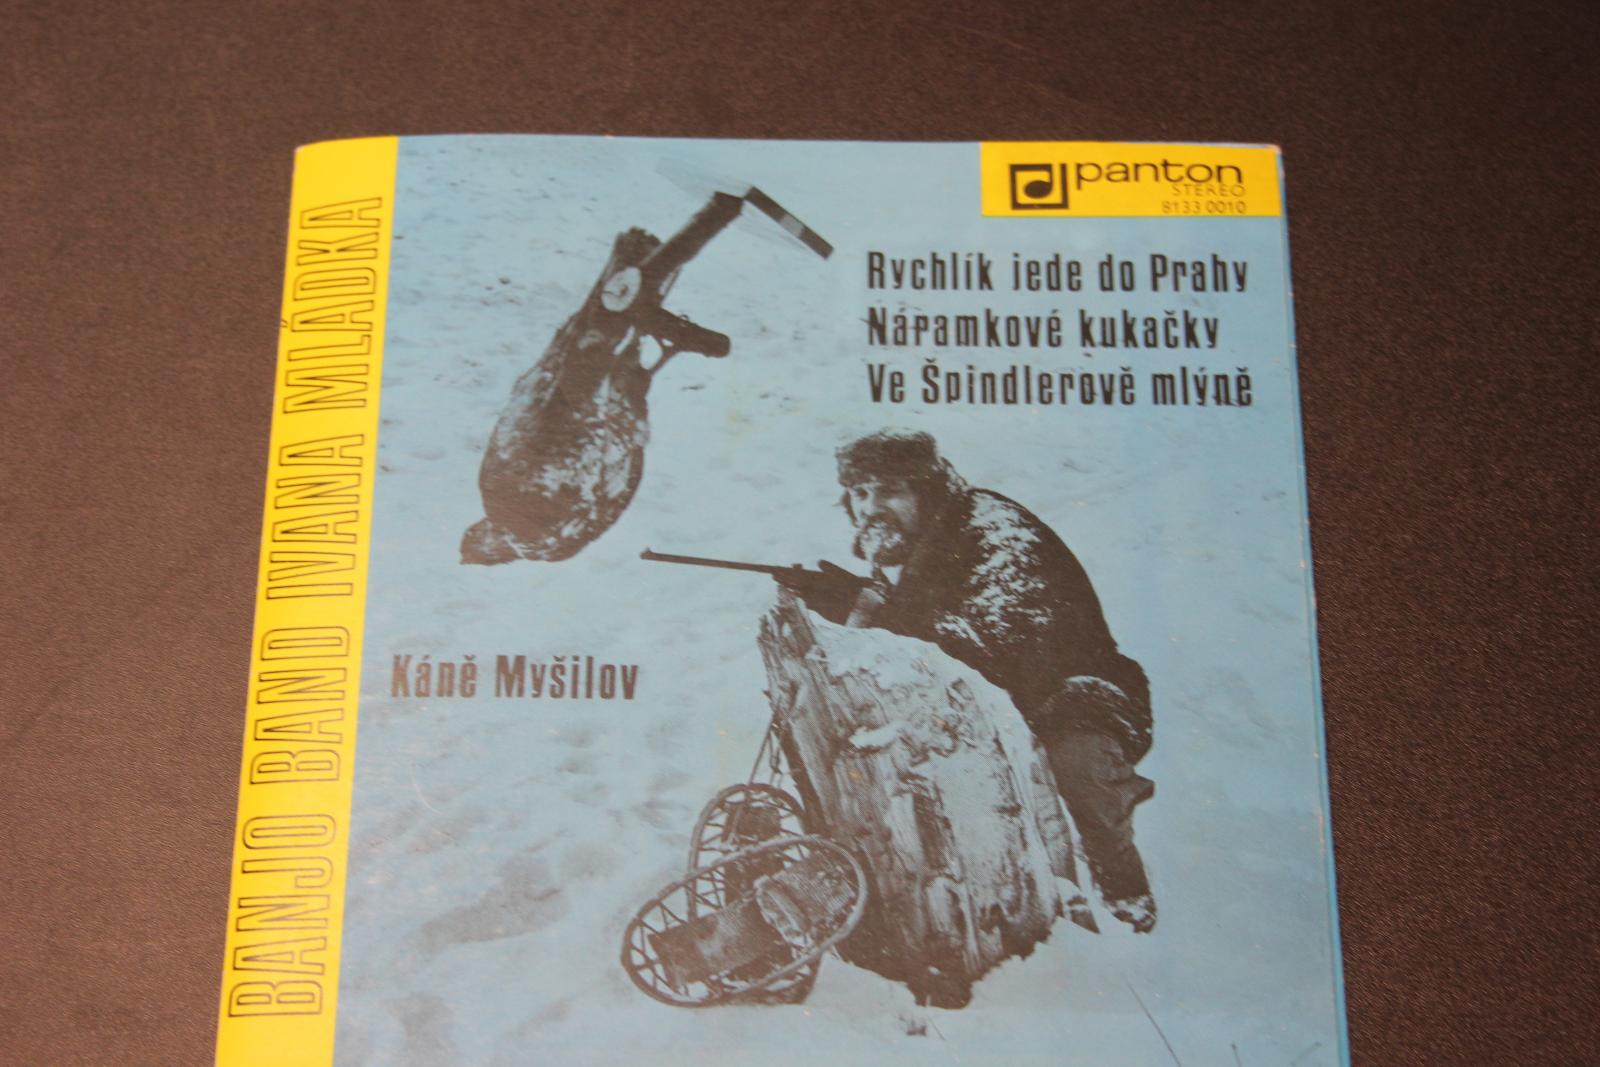 BANJO BAND IVANA MLÁDKA
panton
STEREO
8133 0010
Rychlík jede do Prahy
Náramkové kukačky
Ve Špindlerově mlýně
Káně Myšilov